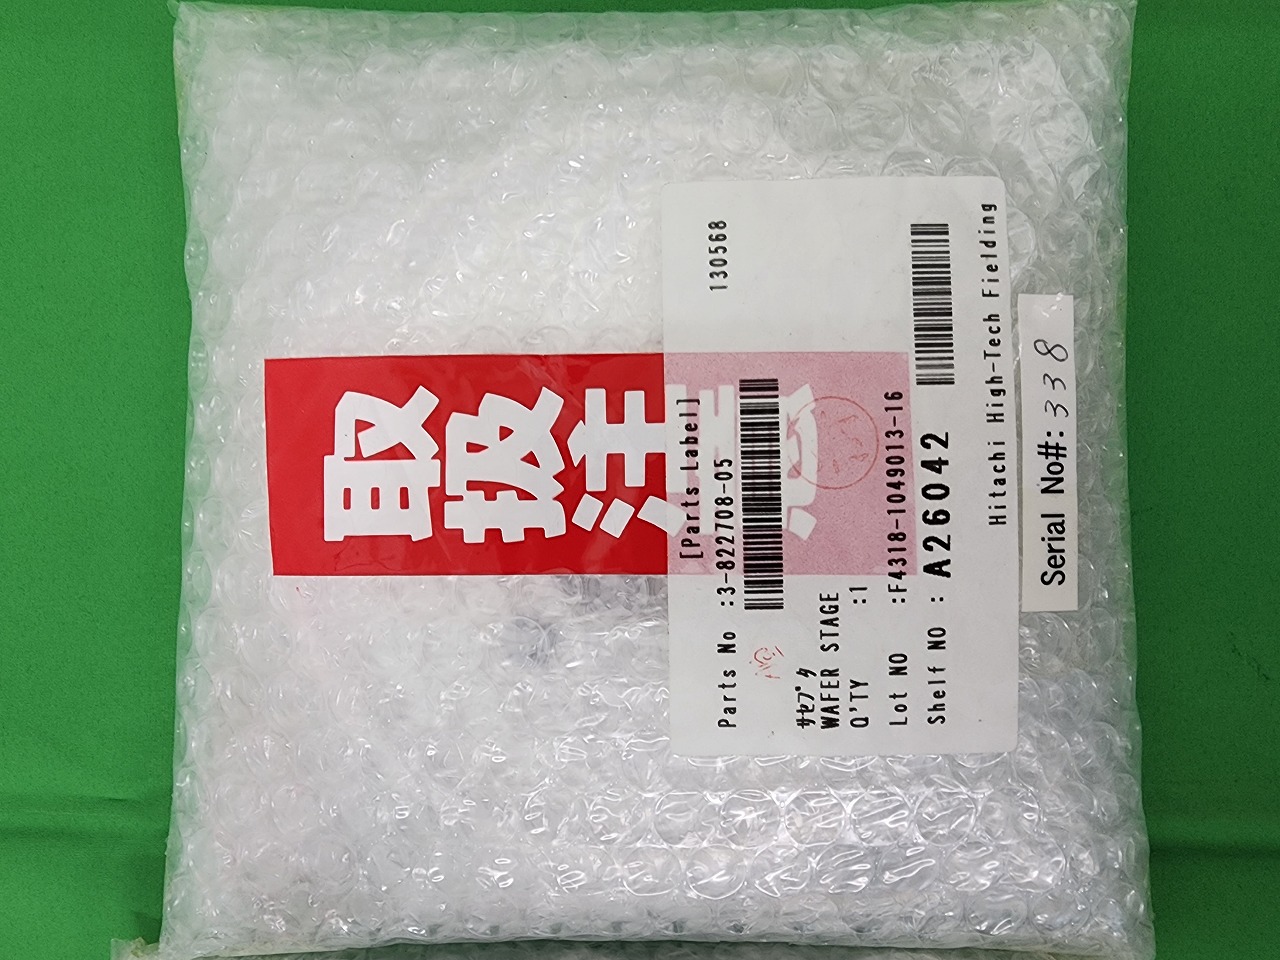 取扱注意
[Parts Label]
130568
Parts No :3-822708-05
サセプタ
WAFER STAGE
Q'TY :1
Lot NO :F4318-1049013-16
Shelf NO : A26042
Hitachi High-Tech Fielding
Serial No#: 338